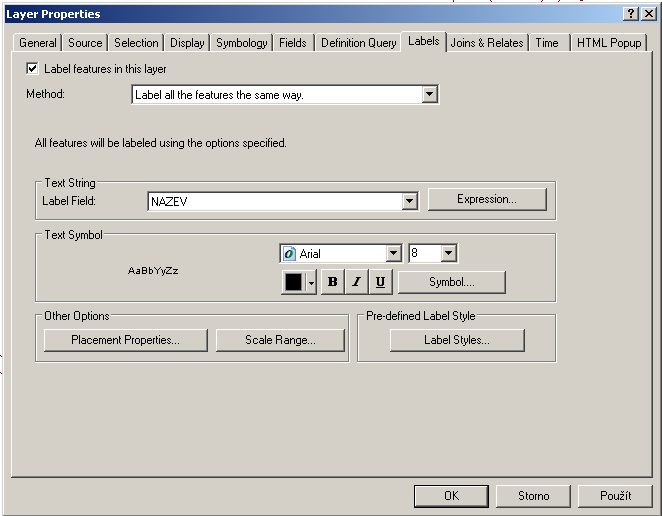 Layer Properties
General Source Selection Display Symbology Fields Definition Query Labels Joins & Relates Time HTML Popup
Label features in this layer
Method: Label all the features the same way.
All features will be labeled using the options specified.
Text String
Label Field: NAZEV Expression...
Text Symbol
Arial 8
AaBbYyZz
B I U Symbol....
Other Options Pre-defined Label Style
Placement Properties... Scale Range... Label Styles...
OK Storno Použít